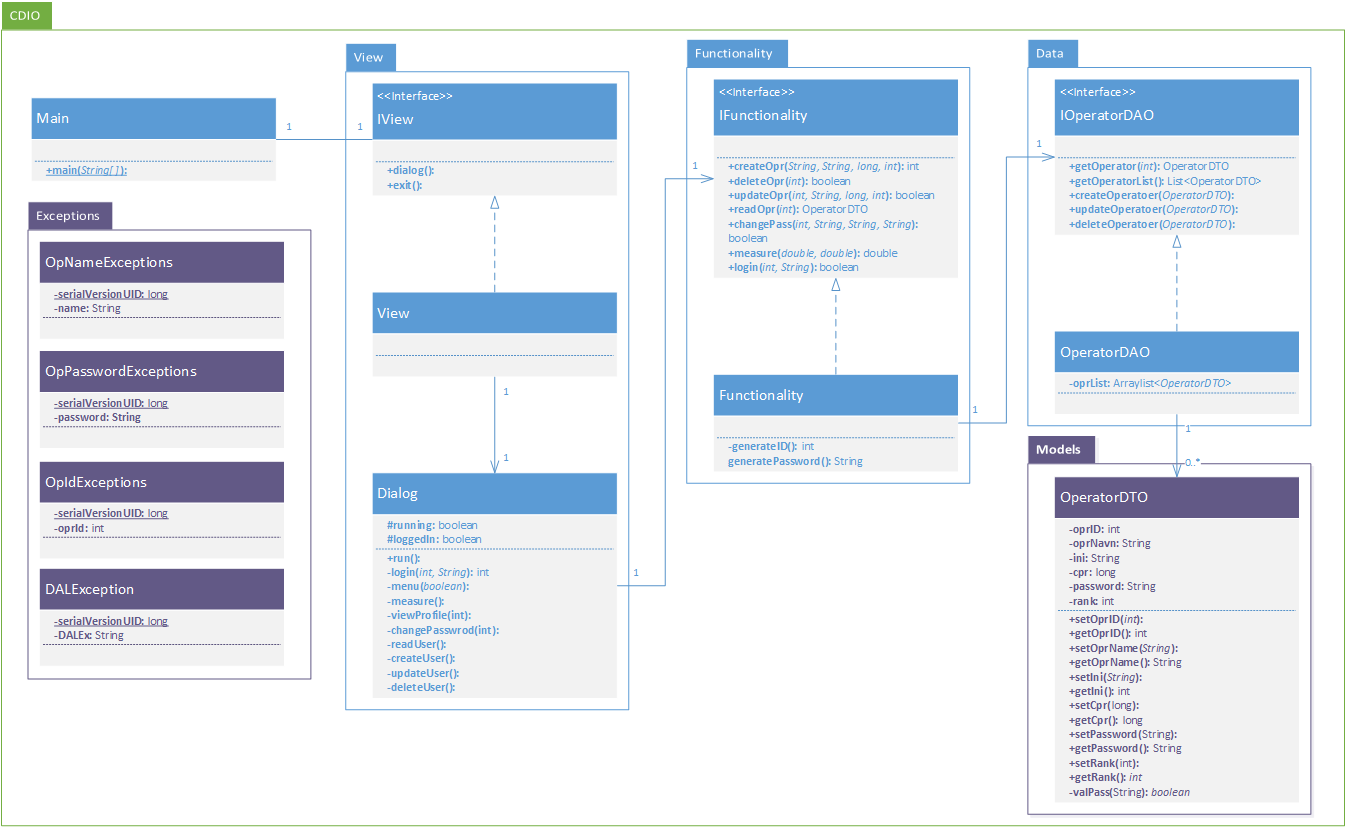 CDIO
Main
+main(String[]):
1
1
View
<<Interface>>
IView
+dialog():
+exit():
View
1
1
Dialog
#running: boolean
#loggedIn: boolean
+run():
-login(int, String): int
-menu(boolean):
-measure():
-viewProfile(int):
-changePasswrod(int):
-readUser():
-createUser():
-updateUser():
-deleteUser():
1
Exceptions
OpNameExceptions
-serialVersionUID: long
-name: String
OpPasswordExceptions
-serialVersionUID: long
-password: String
OpIdExceptions
-serialVersionUID: long
-oprId: int
DALException
-serialVersionUID: long
-DALEx: String
Functionality
1
<<Interface>>
IFunctionality
+createOpr(String, String, long, int): int
+deleteOpr(int): boolean
+updateOpr(int, String, long, int): boolean
+readOpr(int): OperatorDTO
+changePass(int, String, String, String):
boolean
+measure(double, double): double
+login(int, String): boolean
Functionality
-generateID(): int
generatePassword(): String
1
Data
1
<<Interface>>
IOperatorDAO
+getOperator(int): OperatorDTO
+getOperatorList(): List<OperatorDTO>
+createOperatoer(OperatorDTO):
+updateOperatoer(OperatorDTO):
+deleteOperatoer(OperatorDTO):
OperatorDAO
-oprList: Arraylist<OperatorDTO>
1
0..*
Models
OperatorDTO
-oprID: int
-oprNavn: String
-ini: String
-cpr: long
-password: String
-rank: int
+setOprID(int):
+getOprID(): int
+setOprName(String):
+getOprName(): String
+setIni(String):
+getIni(): int
+setCpr(long):
+getCpr(): long
+setPassword(String):
+getPassword(): String
+setRank(int):
+getRank(): int
-valPass(String): boolean